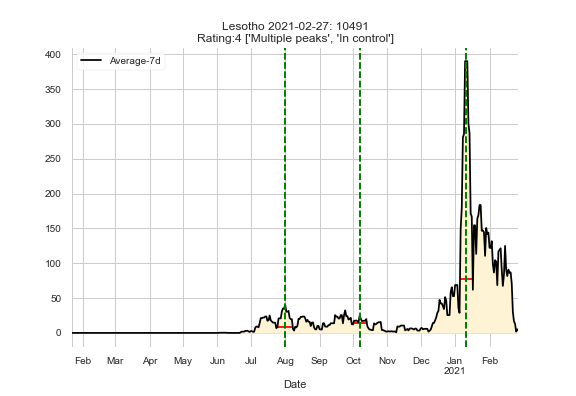 Lesotho 2021-02-27: 10491
Rating:4 ['Multiple peaks', 'In control']
Average-7d
400
350
300
250
200
150
100
50
0
Feb Mar Apr May Jun Jul Aug Sep Oct Nov Dec Jan Feb
2021
Date